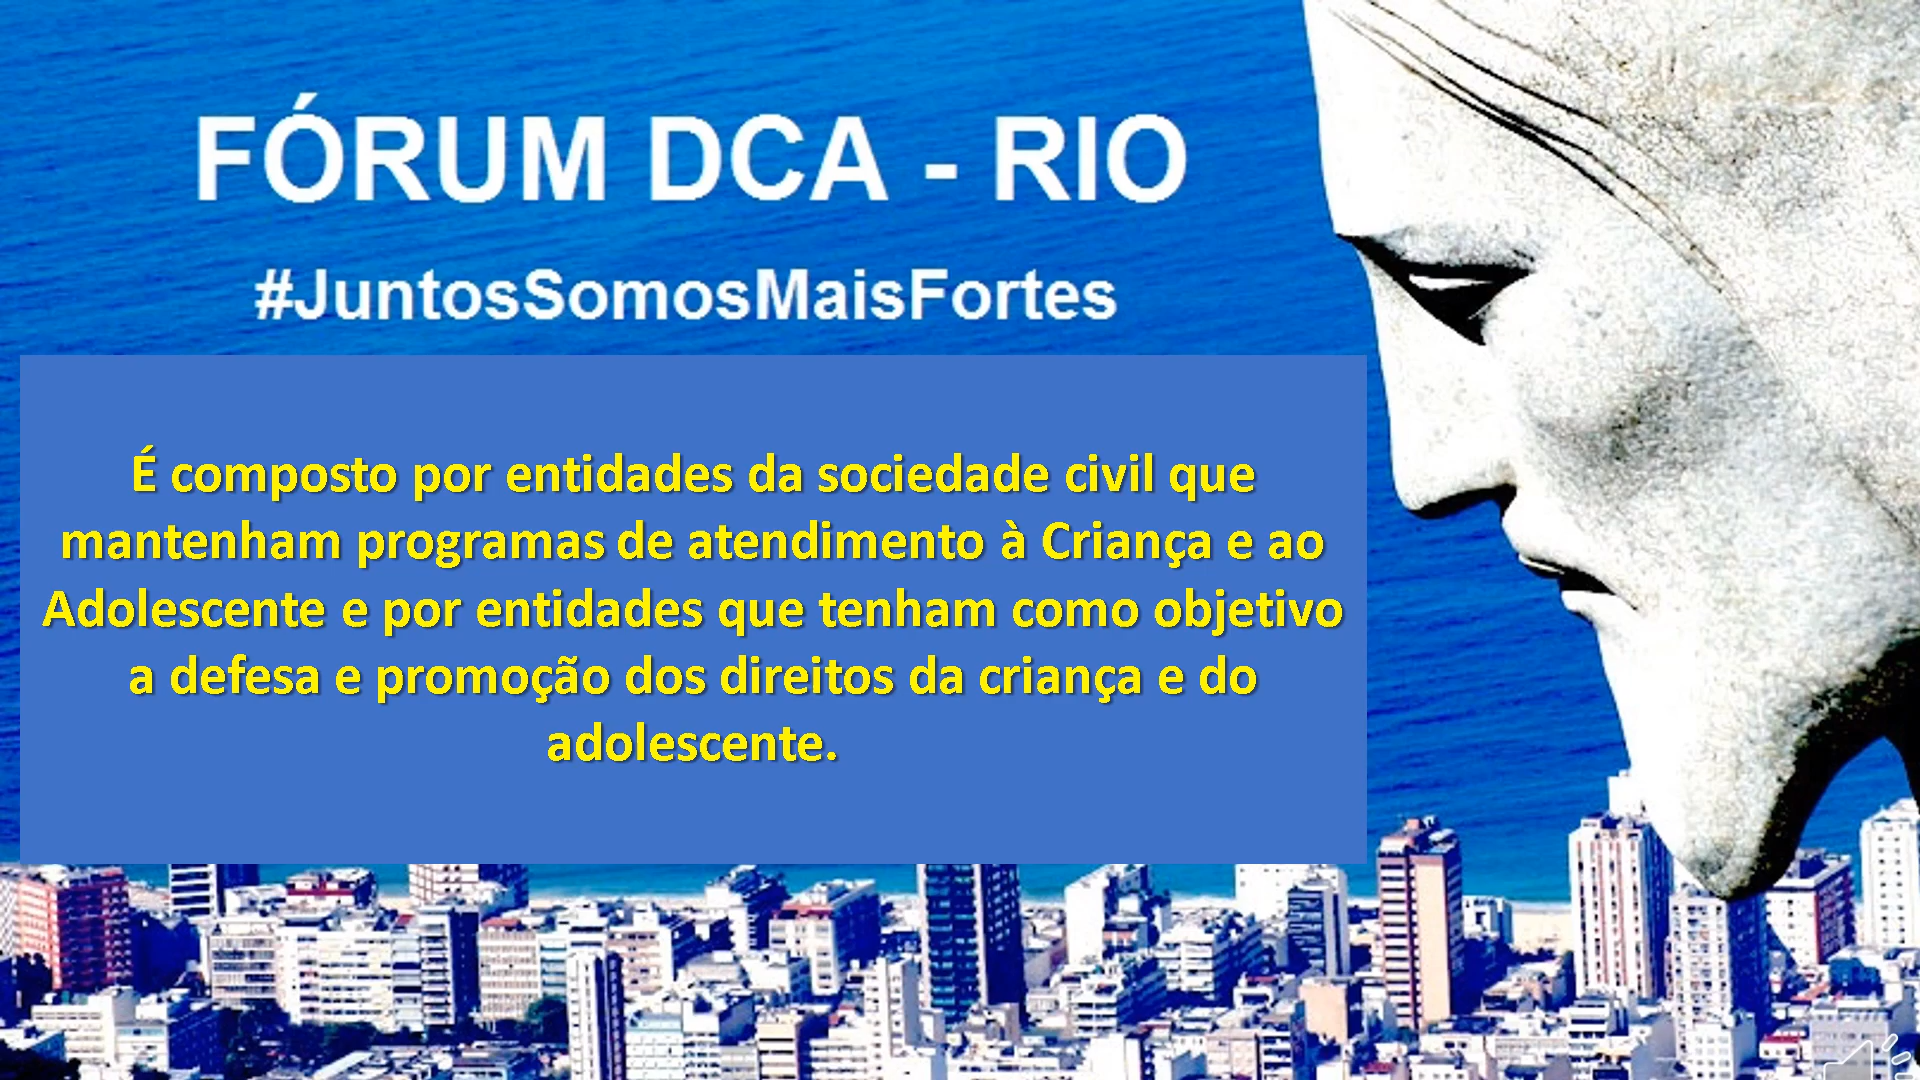 FÓRUM DCA - RIO
#JuntosSomosMaisFortes
É composto por entidades da sociedade civil que
mantenham programas de atendimento à Criança e ao
Adolescente e por entidades que tenham como objetivo
a defesa e promoção dos direitos da criança e do
adolescente.